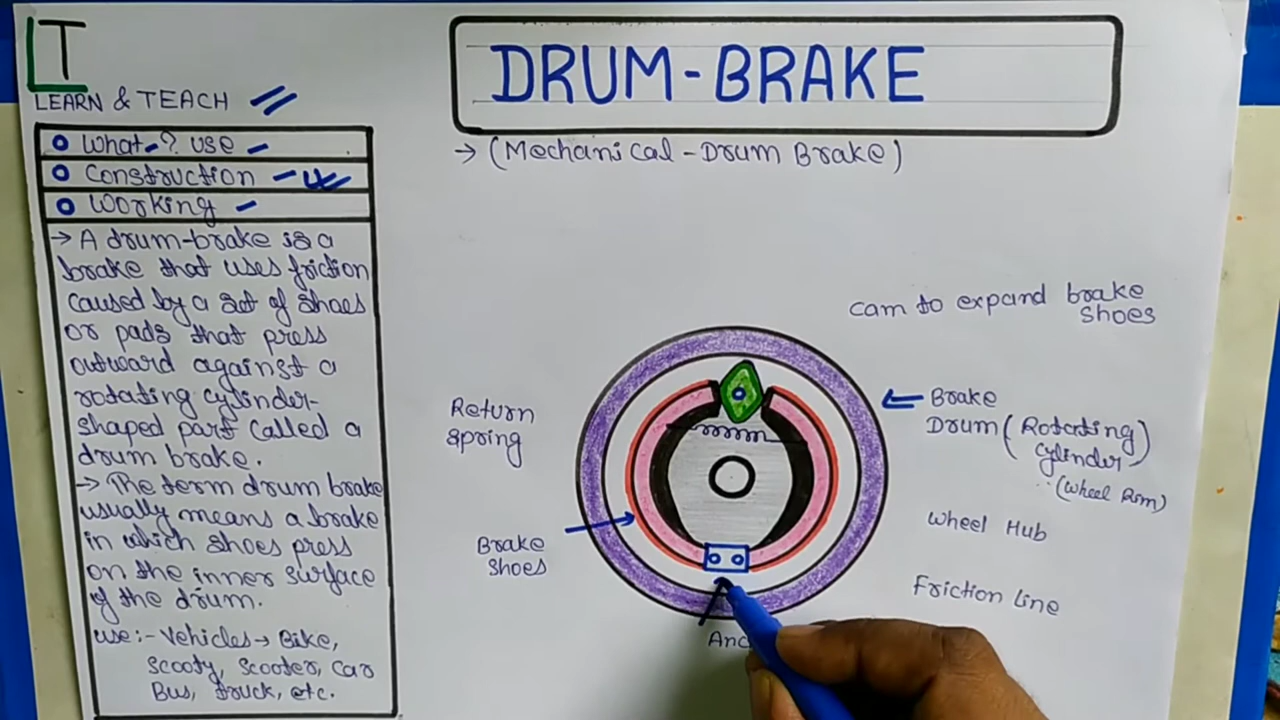 LT
LEARN & TEACH
DRUM-BRAKE
→ (Mechanical-Drum Brake)
What-? use -
Construction -
Working -
→ A drum-brake is a
brake that uses friction
caused by a set of shoes
or pads that press
outward against a
rotating cylinder-
shaped part called a
drum brake.
→ The term drum brake
usually means a brake
in which shoes press
on the inner surface
of the drum.
use:- Vehicles → Bike,
Scooty, Scooter, Car
Bus, truck, etc.
cam to expand brake
shoes
Return
spring
Brake
Drum (Rotating
cylinder)
(Wheel Rim)
Wheel Hub
Brake
shoes
Friction Line